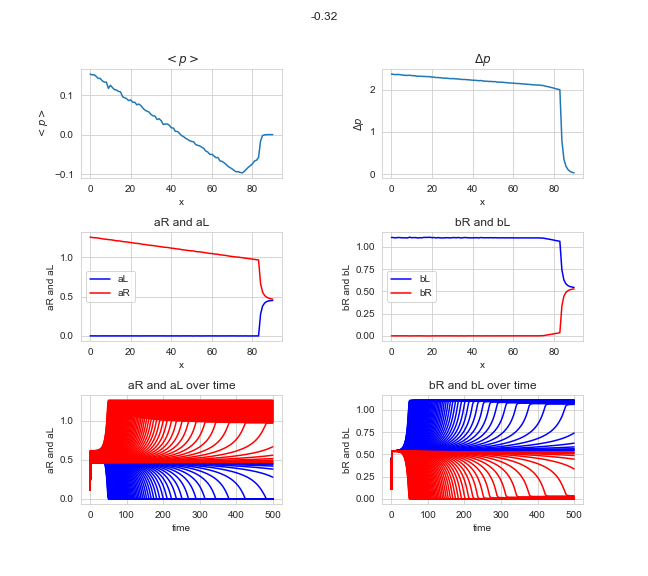 -0.32
< p >
Δp
0.1
0.0
-0.1
< p >
0 20 40 60 80
x
2
1
0
Δp
0 20 40 60 80
x
aR and aL
bR and bL
1.0
0.5
0.0
aR and aL
aL
aR
0 20 40 60 80
x
1.00
0.75
0.50
0.25
0.00
bR and bL
bL
bR
0 20 40 60 80
x
aR and aL over time
bR and bL over time
1.0
0.5
0.0
aR and aL
0 100 200 300 400 500
time
1.00
0.75
0.50
0.25
0.00
bR and bL
100 200 300 400 500
time